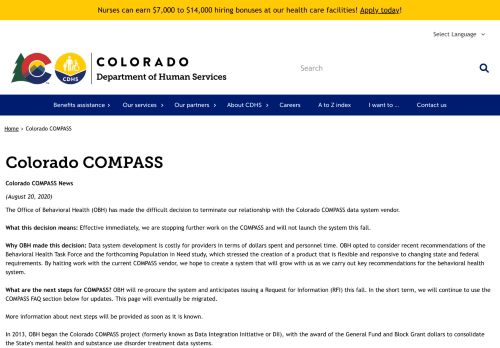 Nurses can earn $7,000 to $14,000 hiring bonuses at our health care facilities! Apply today!
Select Language
C
CDHS
COLORADO
Department of Human Services
Search
Benefits assistance
Our services
Our partners
About CDHS
Careers
A to Z index
I want to ...
Contact us
Home › Colorado COMPASS
Colorado COMPASS
Colorado COMPASS News
(August 20, 2020)
The Office of Behavioral Health (OBH) has made the difficult decision to terminate our relationship with the Colorado COMPASS data system vendor.
What this decision means: Effective immediately, we are stopping further work on the COMPASS and will not launch the system this fall.
Why OBH made this decision: Data system development is costly for providers in terms of dollars spent and personnel time. OBH opted to consider recent recommendations of the
Behavioral Health Task Force and the forthcoming Population in Need study, which stressed the creation of a product that is flexible and responsive to changing state and federal
requirements. By halting work with the current COMPASS vendor, we hope to create a system that will grow with us as we carry out key recommendations for the behavioral health
system.
What are the next steps for COMPASS? OBH will re-procure the system and anticipates issuing a Request for Information (RFI) this fall. In the short term, we will continue to use the
COMPASS FAQ section below for updates. This page will eventually be migrated.
More information about next steps will be provided as soon as it is known.
In 2013, OBH began the Colorado COMPASS project (formerly known as Data Integration Initiative or DII), with the award of the General Fund and Block Grant dollars to consolidate
the State's mental health and substance use disorder treatment data systems.